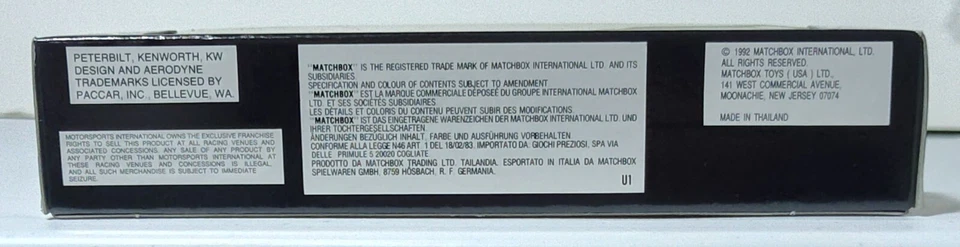 PETERBILT, KENWORTH, KW
DESIGN AND AERODYNE
TRADEMARKS LICENSED BY
PACCAR, INC., BELLEVUE, WA.
MOTORSPORTS INTERNATIONAL OWNS THE EXCLUSIVE FRANCHISE
RIGHTS TO SELL THIS PRODUCT AT ALL RACING VENUES AND
ASSOCIATED CONCESSIONS. ANY SALE OF ANY PRODUCT BY
ANY PARTY OTHER THAN MOTORSPORTS INTERNATIONAL AT
THESE RACING VENUES AND CONCESSIONS IS ILLEGAL,
AND ALL SUCH MERCHANDISE IS SUBJECT TO IMMEDIATE
SEIZURE.
"MATCHBOX" IS THE REGISTERED TRADE MARK OF MATCHBOX INTERNATIONAL LTD. AND ITS
SUBSIDIARIES.
SPECIFICATION AND COLOUR OF CONTENTS SUBJECT TO AMENDMENT
"MATCHBOX" EST LA MARQUE COMMERCIALE DÉPOSÉE DU GROUPE INTERNATIONAL MATCHBOX
LTD. ET SES SOCIÉTÉS SUBSIDIAIRES.
LES DÉTAILS ET COLORIS DU CONTENU PEUVENT SUBIR DES MODIFICATIONS.
"MATCHBOX" IST DAS EINGETRAGENE WARENZEICHEN DER MATCHBOX INTERNATIONAL LTD. UND
IHRER TOCHTERGESELLSCHAFTEN.
ÄNDERUNGEN BEZÜGLICH INHALT, FARBE UND AUSFÜHRUNG VORBEHALTEN
CONFORME ALLA LEGGE N46 ART 1 DEL 18/02/83. IMPORTATO DA: GIOCHI PREZIOSI, SPA VIA
DELLE PRIMULE 5 20020 COGLIATE
PRODOTTO DA MATCHBOX TRADING LTD. TAILANDIA. ESPORTATO IN ITALIA DA MATCHBOX
SPIELWAREN GMBH, 8759 HÖSBACH, R. F. GERMANIA.
U1
© 1992 MATCHBOX INTERNATIONAL, LTD.
ALL RIGHTS RESERVED.
MATCHBOX TOYS ( USA ) LTD.,
141 WEST COMMERCIAL AVENUE,
MOONACHIE, NEW JERSEY 07074
MADE IN THAILAND